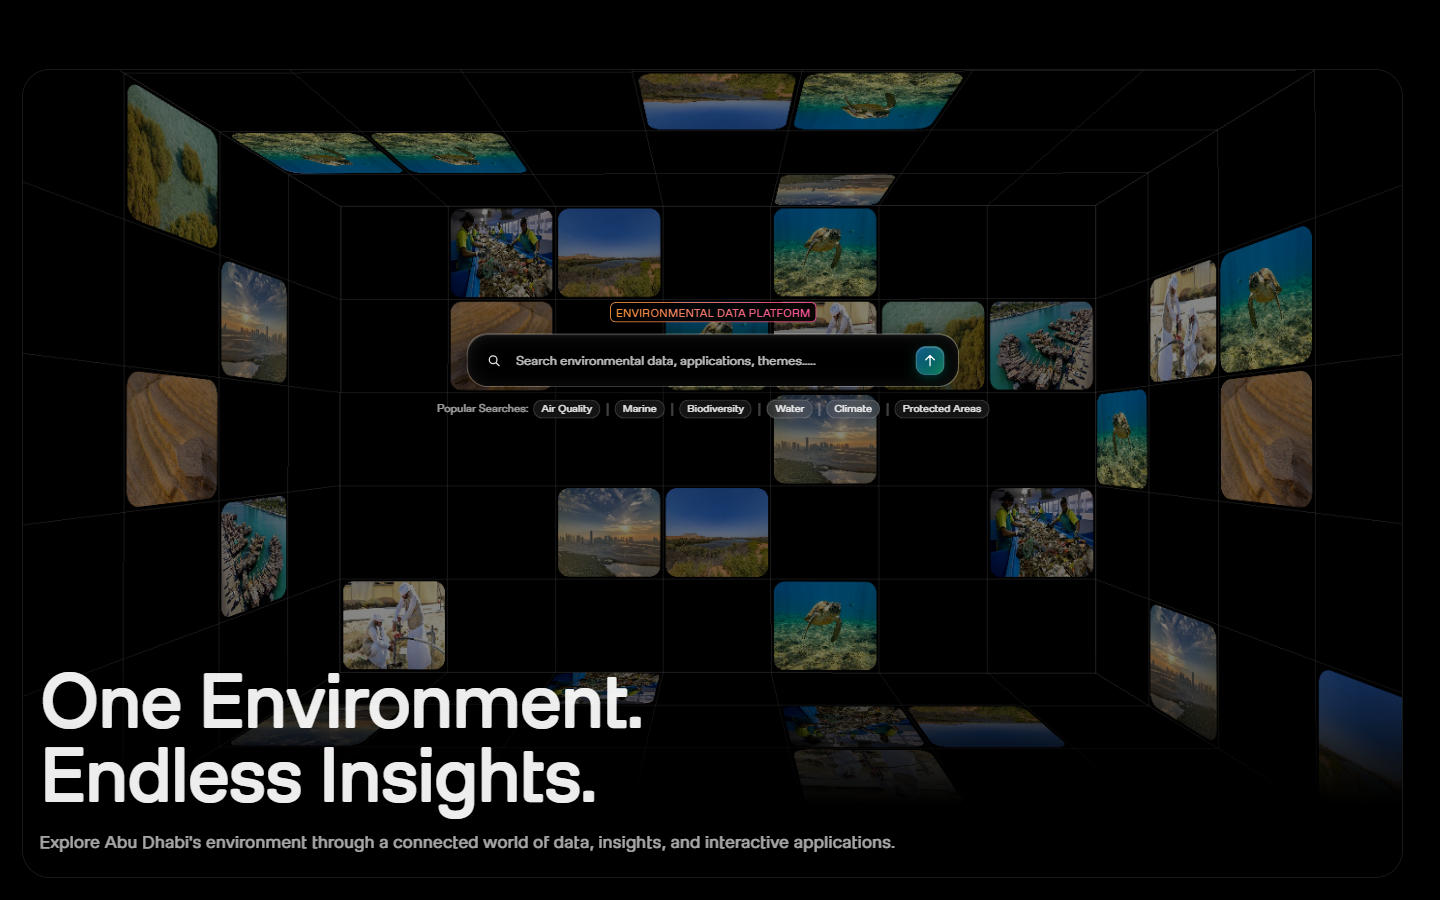 ENVIRONMENTAL DATA PLATFORM
Search environmental data, applications, themes.....
Popular Searches: Air Quality | Marine | Biodiversity | Water | Climate | Protected Areas
One Environment.
Endless Insights.
Explore Abu Dhabi's environment through a connected world of data, insights, and interactive applications.